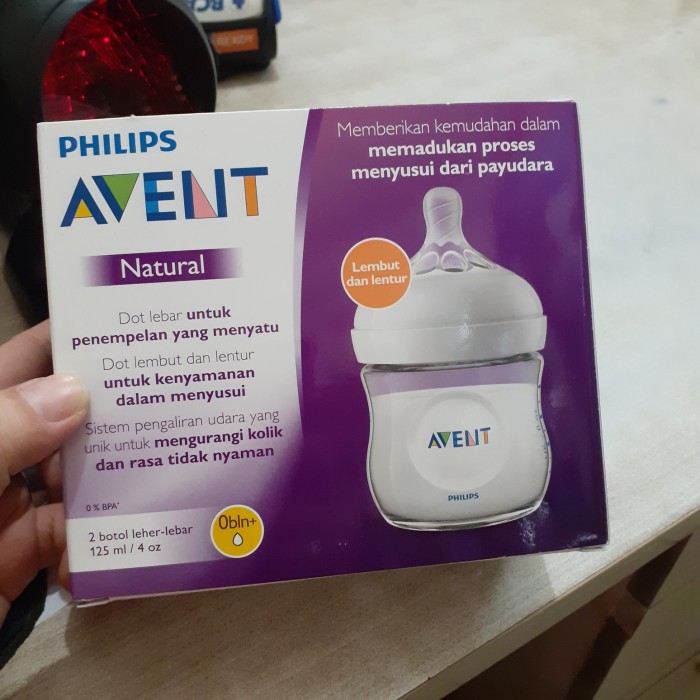 PHILIPS
AVENT
Natural
Dot lebar untuk
penempelan yang menyatu
Dot lembut dan lentur
untuk kenyamanan
dalam menyusui
Sistem pengaliran udara yang
unik untuk mengurangi kolik
dan rasa tidak nyaman
0 % BPA*
2 botol leher-lebar
125 ml / 4 oz
0bln+
Memberikan kemudahan dalam
memadukan proses
menyusui dari payudara
Lembut
dan lentur
AVENT
PHILIPS